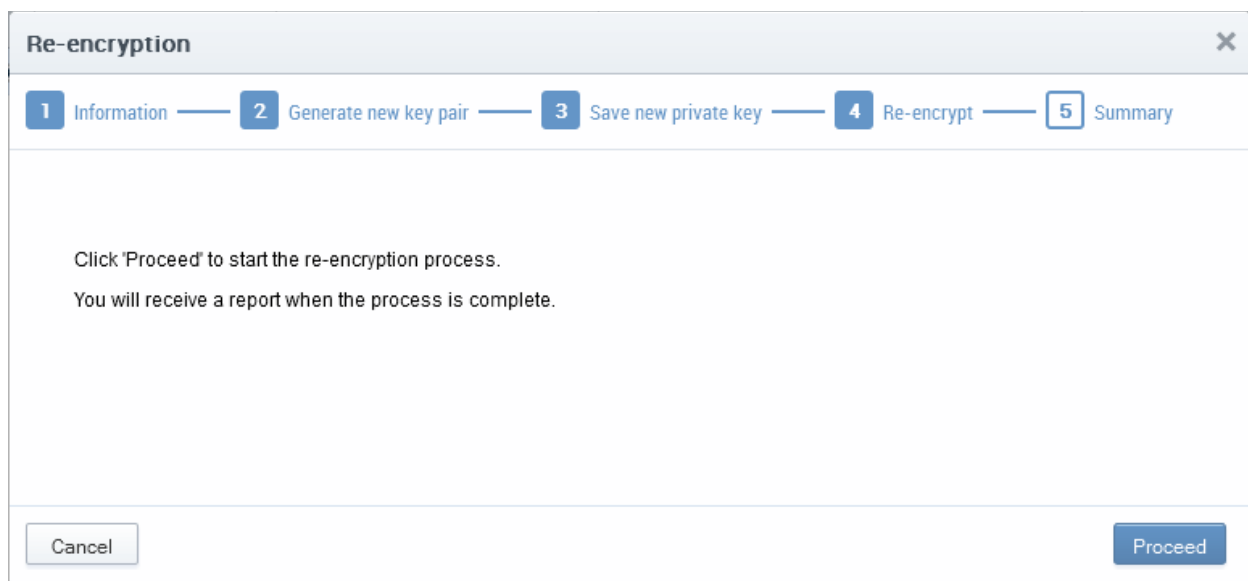 Re-encryption
1 Information 2 Generate new key pair 3 Save new private key 4 Re-encrypt 5 Summary
Click 'Proceed' to start the re-encryption process.
You will receive a report when the process is complete.
Cancel Proceed